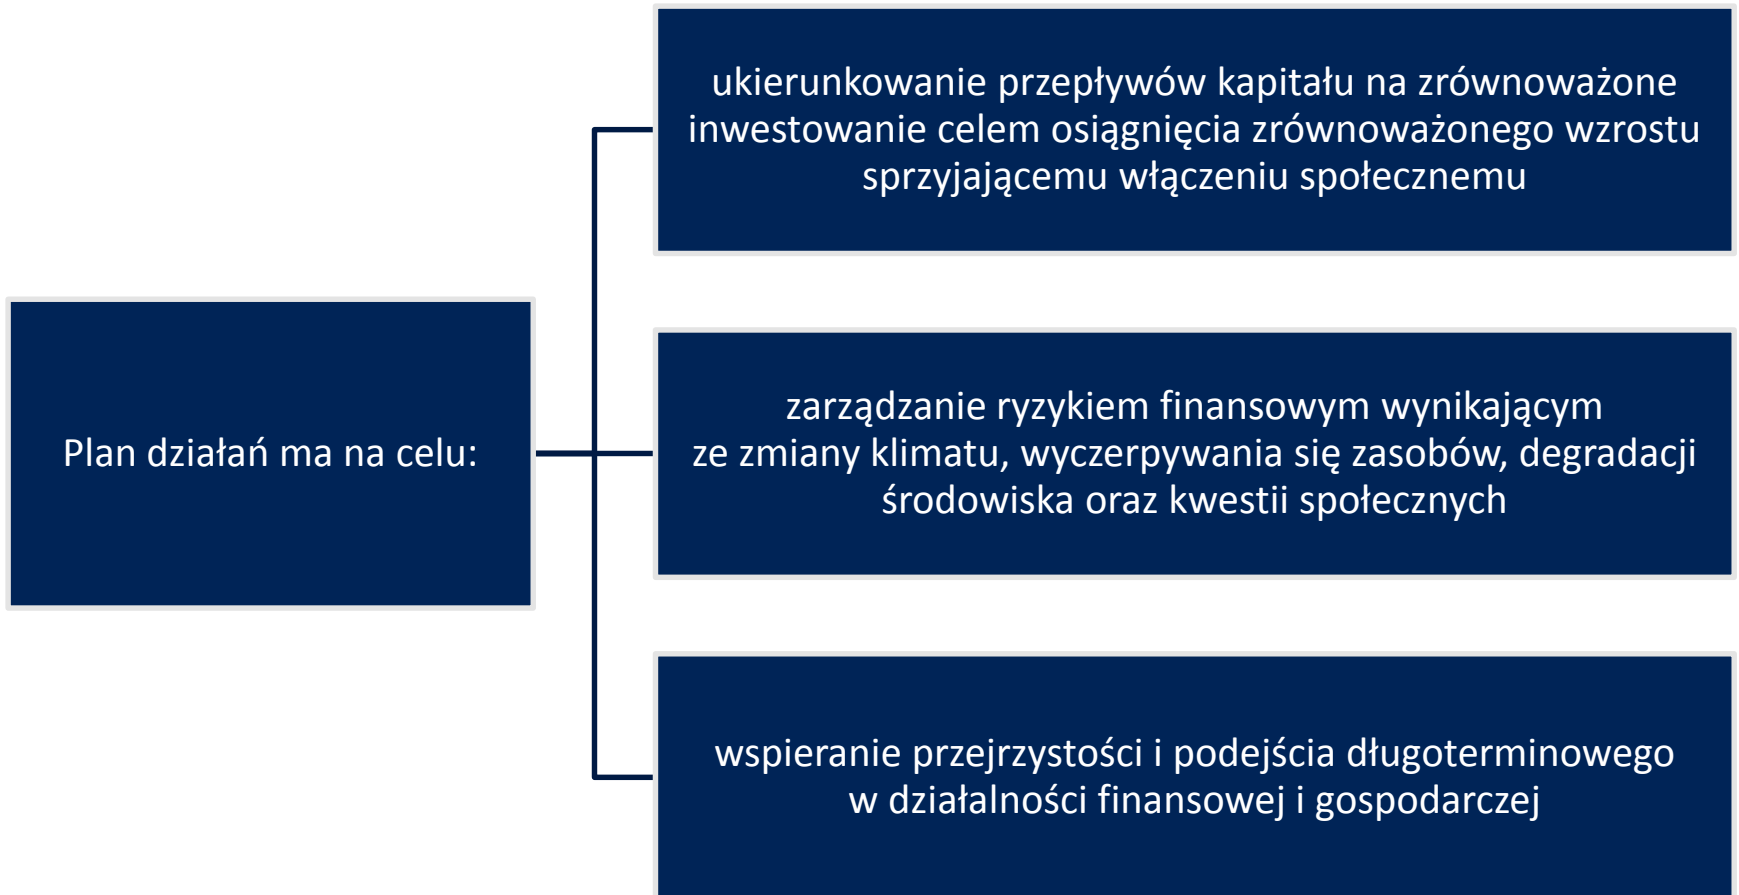 Plan działań ma na celu:
ukierunkowanie przepływów kapitału na zrównoważone
inwestowanie celem osiągnięcia zrównoważonego wzrostu
sprzyjającemu włączeniu społecznemu
zarządzanie ryzykiem finansowym wynikającym
ze zmiany klimatu, wyczerpywania się zasobów, degradacji
środowiska oraz kwestii społecznych
wspieranie przejrzystości i podejścia długoterminowego
w działalności finansowej i gospodarczej